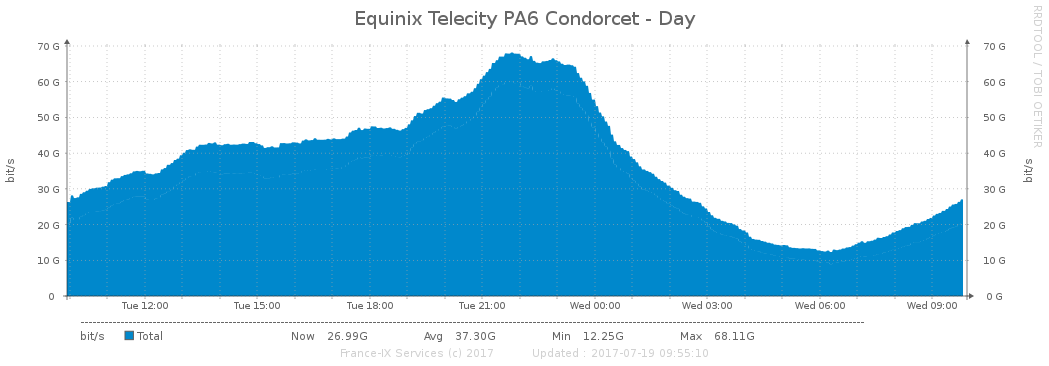 Equinix Telecity PA6 Condorcet - Day
RRDTOOL / TOBI OETIKER
bit/s
bit/s
70 G 70 G
60 G 60 G
50 G 50 G
40 G 40 G
30 G 30 G
20 G 20 G
10 G 10 G
0 0 G
Tue 12:00 Tue 15:00 Tue 18:00 Tue 21:00 Wed 00:00 Wed 03:00 Wed 06:00 Wed 09:00
bit/s Total Now 26.99G Avg 37.30G Min 12.25G Max 68.11G
France-IX Services (c) 2017 Updated : 2017-07-19 09:55:10